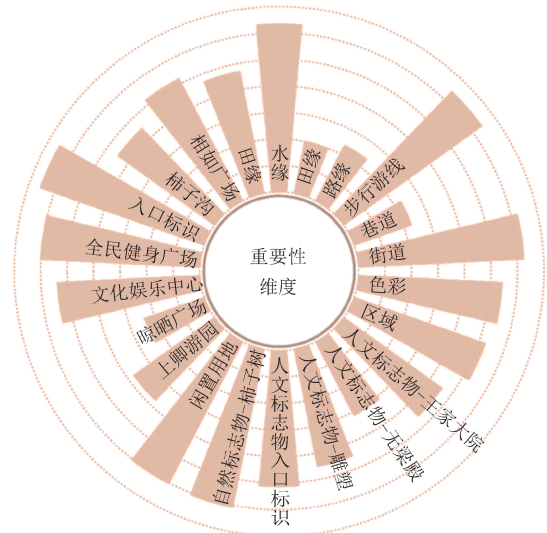 重要性
维度
水缘
田缘
路缘
步行游线
巷道
街道
色彩
区域
人文标志物-王家大院
人文标志物-无梁殿
人文标志物-雕塑
人文标志物入口标识
自然标志物-柿子树
闲置用地
上卿游园
晾晒广场
文化娱乐中心
全民健身广场
入口标识
柿子沟
相如广场
田缘